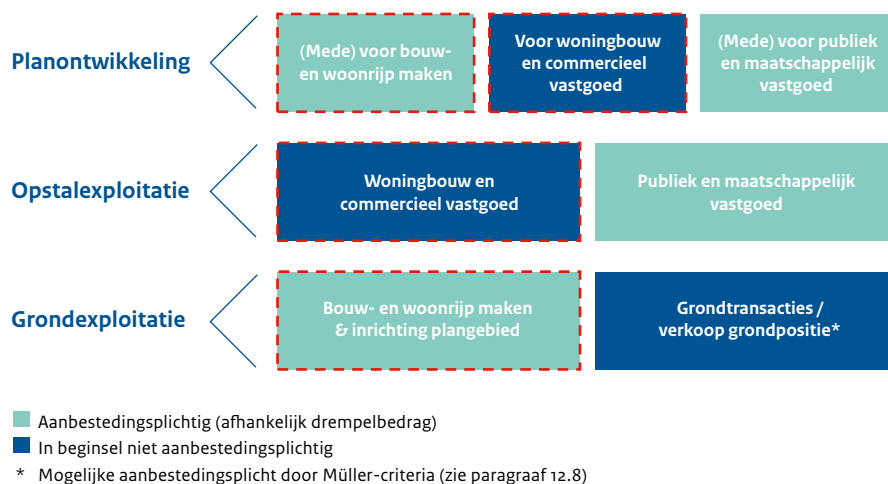 Planontwikkeling
(Mede) voor bouw-
en woonrijp maken
Voor woningbouw
en commercieel
vastgoed
(Mede) voor publiek
en maatschappelijk
vastgoed
Opstalexploitatie
Woningbouw en
commercieel vastgoed
Publiek en maatschappelijk
vastgoed
Grondexploitatie
Bouw- en woonrijp maken
& inrichting plangebied
Grondtransacties /
verkoop grondpositie*
Aanbestedingsplichtig (afhankelijk drempelbedrag)
In beginsel niet aanbestedingsplichtig
* Mogelijke aanbestedingsplicht door Müller-criteria (zie paragraaf 12.8)